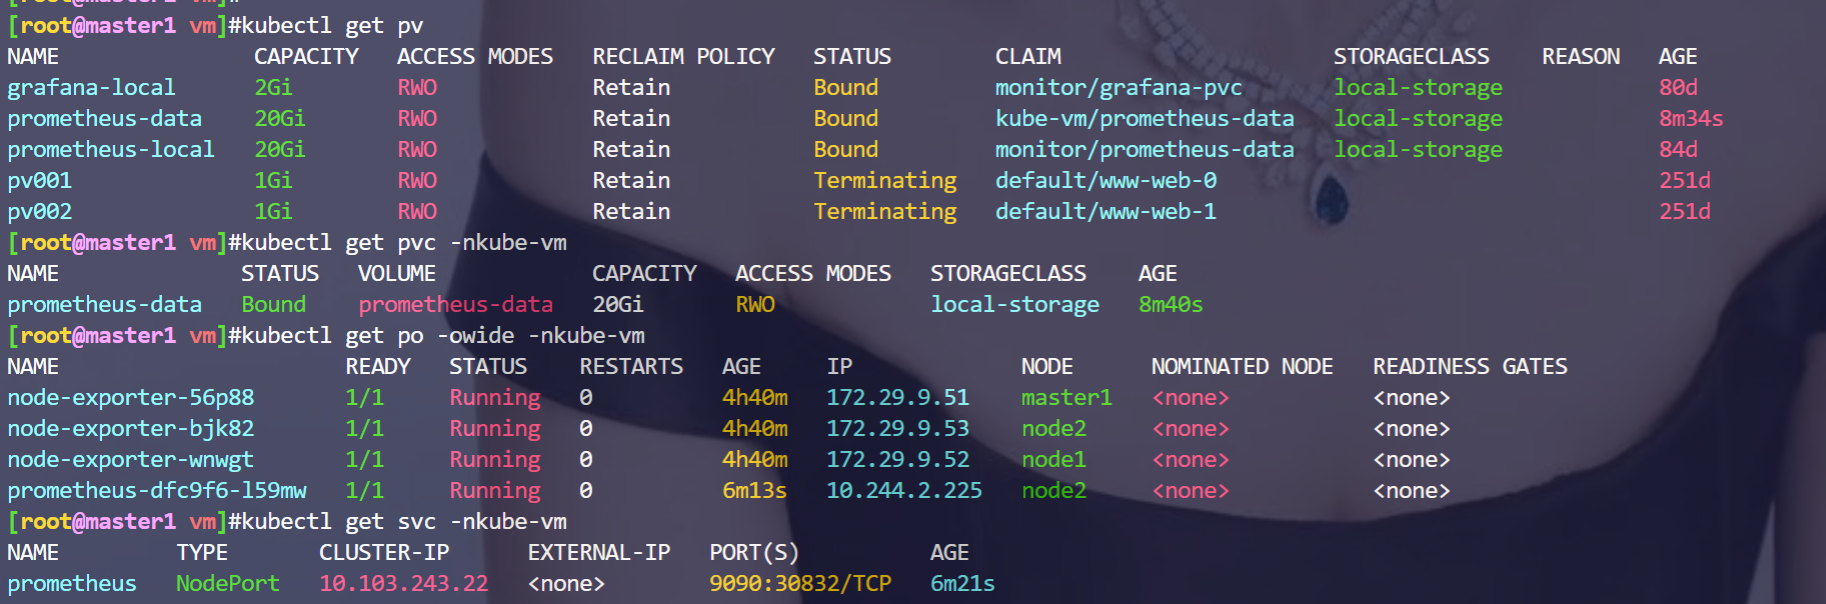 [root@master1 vm]#kubectl get pv
NAME CAPACITY ACCESS MODES RECLAIM POLICY STATUS CLAIM STORAGECLASS REASON AGE
grafana-local 2Gi RWO Retain Bound monitor/grafana-pvc local-storage 80d
prometheus-data 20Gi RWO Retain Bound kube-vm/prometheus-data local-storage 8m34s
prometheus-local 20Gi RWO Retain Bound monitor/prometheus-data local-storage 84d
pv001 1Gi RWO Retain Terminating default/www-web-0 251d
pv002 1Gi RWO Retain Terminating default/www-web-1 251d
[root@master1 vm]#kubectl get pvc -nkube-vm
NAME STATUS VOLUME CAPACITY ACCESS MODES STORAGECLASS AGE
prometheus-data Bound prometheus-data 20Gi RWO local-storage 8m40s
[root@master1 vm]#kubectl get po -owide -nkube-vm
NAME READY STATUS RESTARTS AGE IP NODE NOMINATED NODE READINESS GATES
node-exporter-56p88 1/1 Running 0 4h40m 172.29.9.51 master1 <none> <none>
node-exporter-bjk82 1/1 Running 0 4h40m 172.29.9.53 node2 <none> <none>
node-exporter-wnwgt 1/1 Running 0 4h40m 172.29.9.52 node1 <none> <none>
prometheus-dfc9f6-l59mw 1/1 Running 0 6m13s 10.244.2.225 node2 <none> <none>
[root@master1 vm]#kubectl get svc -nkube-vm
NAME TYPE CLUSTER-IP EXTERNAL-IP PORT(S) AGE
prometheus NodePort 10.103.243.22 <none> 9090:30832/TCP 6m21s